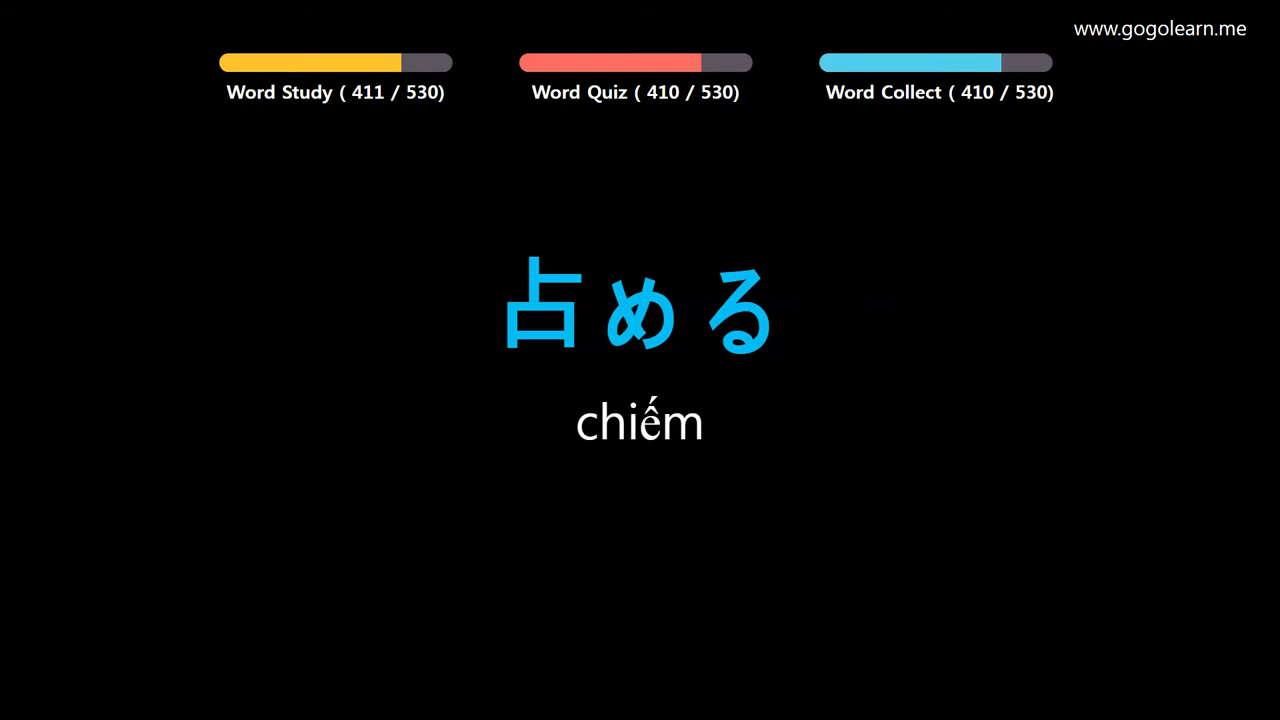 www.gogolearn.me
Word Study ( 411 / 530)
Word Quiz ( 410 / 530)
Word Collect ( 410 / 530)
占める
chiếm